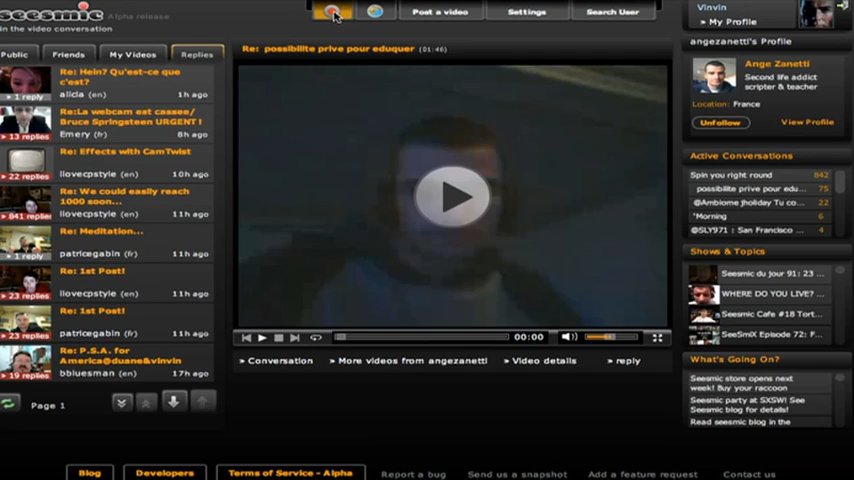 seesmic Alpha release
in the video conversation
Post a video
Settings
Search User
Vinvin
> My Profile
Public
Friends
My Videos
Replies
Re: Hein? Qu'est-ce que
c'est?
alicia (en) 1h ago
> 1 reply
Re:La webcam est cassee/
Bruce Springsteen URGENT !
Emery (fr) 8h ago
> 13 replies
Re: Effects with CamTwist
ilovecpstyle (en) 10h ago
> 22 replies
Re: We could easily reach
1000 soon...
ilovecpstyle (en) 11h ago
> 841 replies
Re: Meditation...
patricegabin (fr) 11h ago
> 1 reply
Re: 1st Post!
ilovecpstyle (en) 11h ago
> 23 replies
Re: 1st Post!
patricegabin (fr) 11h ago
> 23 replies
Re: P.S.A. for
America@duane&vinvin
bbluesman (en) 17h ago
> 19 replies
Page 1
Re: possibilite prive pour eduquer (01:46)
00:00
> Conversation
> More videos from angezanetti
> Video details
> reply
angezanetti's Profile
Ange Zanetti
Second life addict
scripter & teacher
Location: France
Unfollow
View Profile
Active Conversations
Spin you right round 842
possibilite prive pour edu... 75
@Ambiome Jholiday Tu co... 22
'Morning 6
@SLY971 : San Francisco ... 4
Shows & Topics
Seesmic du jour 91: 23 ...
WHERE DO YOU LIVE? ...
Seesmic Cafe #18 Tort...
SeeSmiX Episode 72: F...
What's Going On?
Seesmic store opens next
week! Buy your raccoon
Seesmic party at SXSW! See
Seesmic blog for details!
Read seesmic blog in the
Blog
Developers
Terms of Service - Alpha
Report a bug
Send us a snapshot
Add a feature request
Contact us